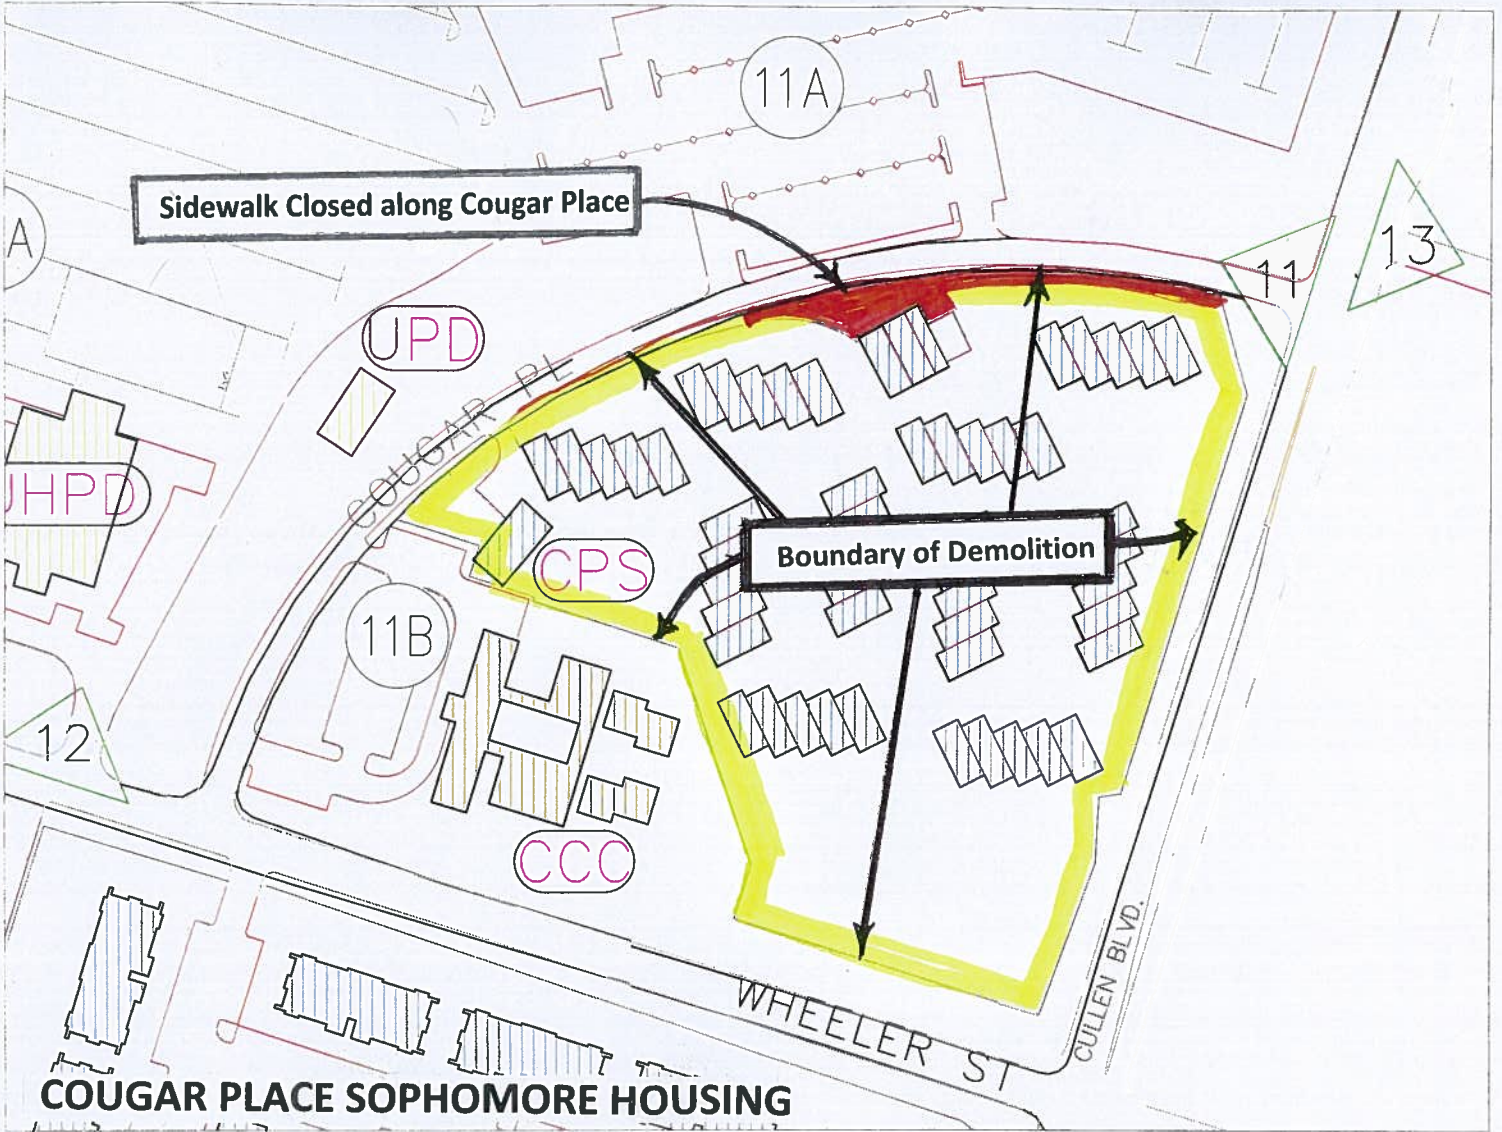 11A
Sidewalk Closed along Cougar Place
A
13
11
UPD
COUGAR PL
UHPD
Boundary of Demolition
CPS
11B
12
CCC
CULLEN BLVD.
WHEELER ST
COUGAR PLACE SOPHOMORE HOUSING